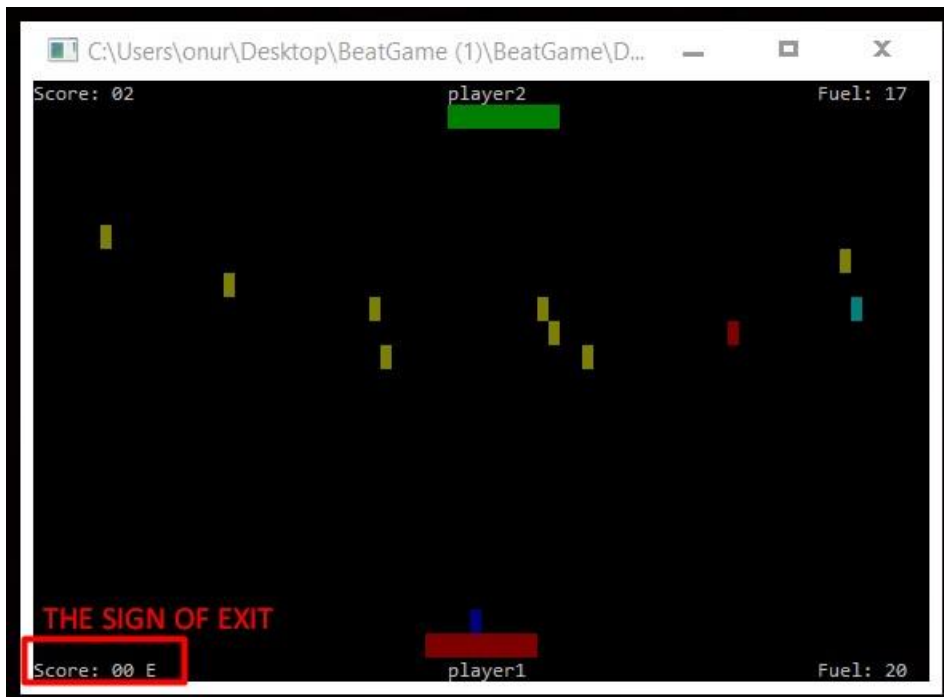 C:\Users\onur\Desktop\BeatGame (1)\BeatGame\D...
Score: 02 player2 Fuel: 17
THE SIGN OF EXIT
Score: 00 E player1 Fuel: 20